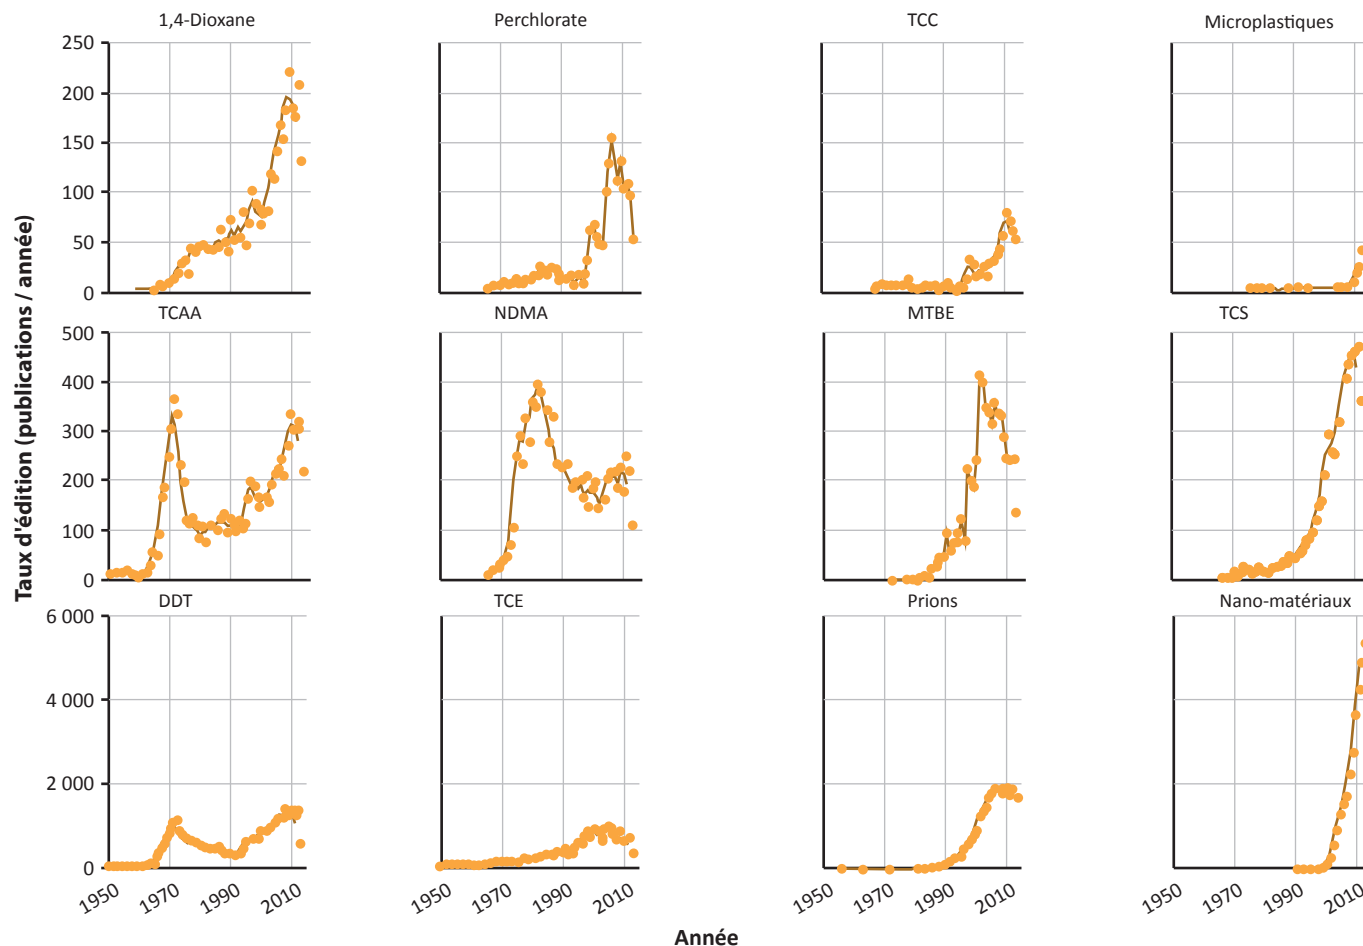 1,4-Dioxane
Perchlorate
TCC
Microplastiques
250
200
150
100
50
0
TCAA
NDMA
MTBE
TCS
500
400
300
200
100
0
DDT
TCE
Prions
Nano-matériaux
6 000
4 000
2 000
0
1950 1970 1990 2010
1950 1970 1990 2010
1950 1970 1990 2010
1950 1970 1990 2010
Taux d'édition (publications / année)
Année